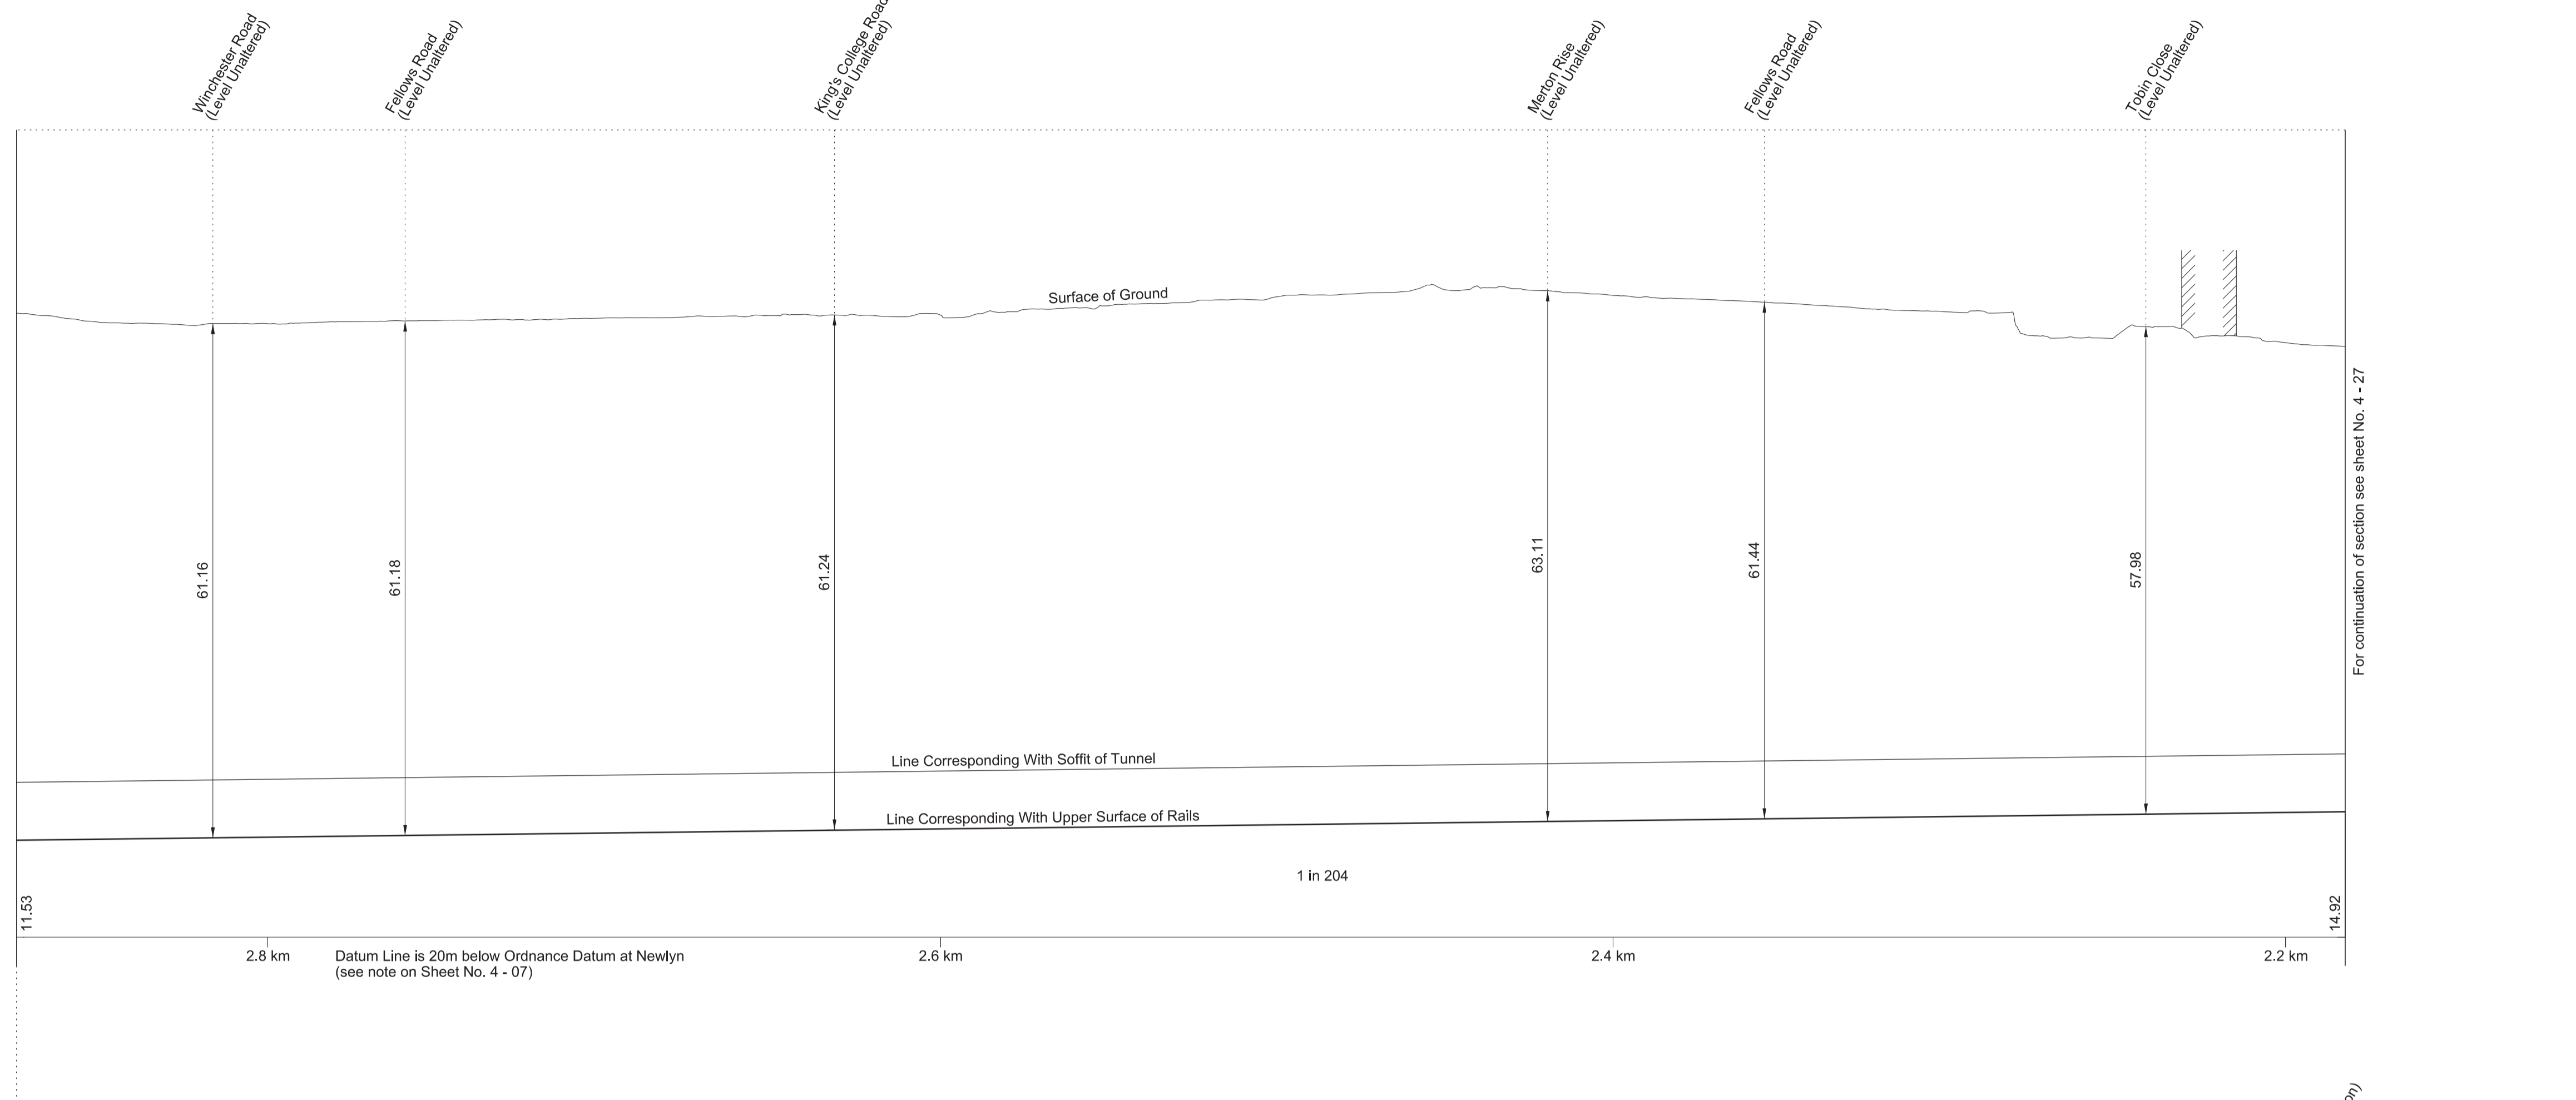 Winchester Road
(Level Unaltered)
Fellows Road
(Level Unaltered)
King's College Road
(Level Unaltered)
Merton Rise
(Level Unaltered)
Fellows Road
(Level Unaltered)
Tobin Close
(Level Unaltered)
Surface of Ground
61.16
61.18
61.24
63.11
61.44
57.98
For continuation of section see sheet No. 4 - 27
Line Corresponding With Soffit of Tunnel
Line Corresponding With Upper Surface of Rails
1 in 204
11.53
14.92
2.8 km
Datum Line is 20m below Ordnance Datum at Newlyn
(see note on Sheet No. 4 - 07)
2.6 km
2.4 km
2.2 km